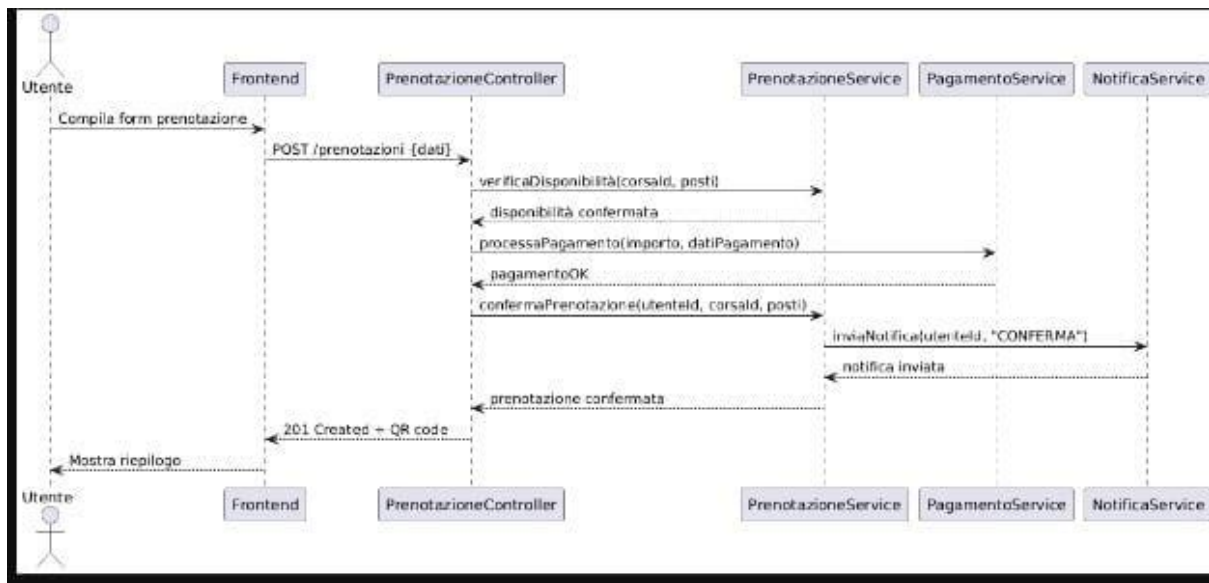 Utente
Frontend
PrenotazioneController
PrenotazioneService
PagamentoService
NotificaService
Compila form prenotazione
POST /prenotazioni {dati}
verificaDisponibilità(corsaId, posti)
disponibilità confermata
processaPagamento(importo, datiPagamento)
pagamentoOK
confermaPrenotazione(utenteId, corsaId, posti)
inviaNotifica(utenteId, "CONFERMA")
notifica inviata
prenotazione confermata
201 Created + QR code
Mostra riepilogo
Utente
Frontend
PrenotazioneController
PrenotazioneService
PagamentoService
NotificaService